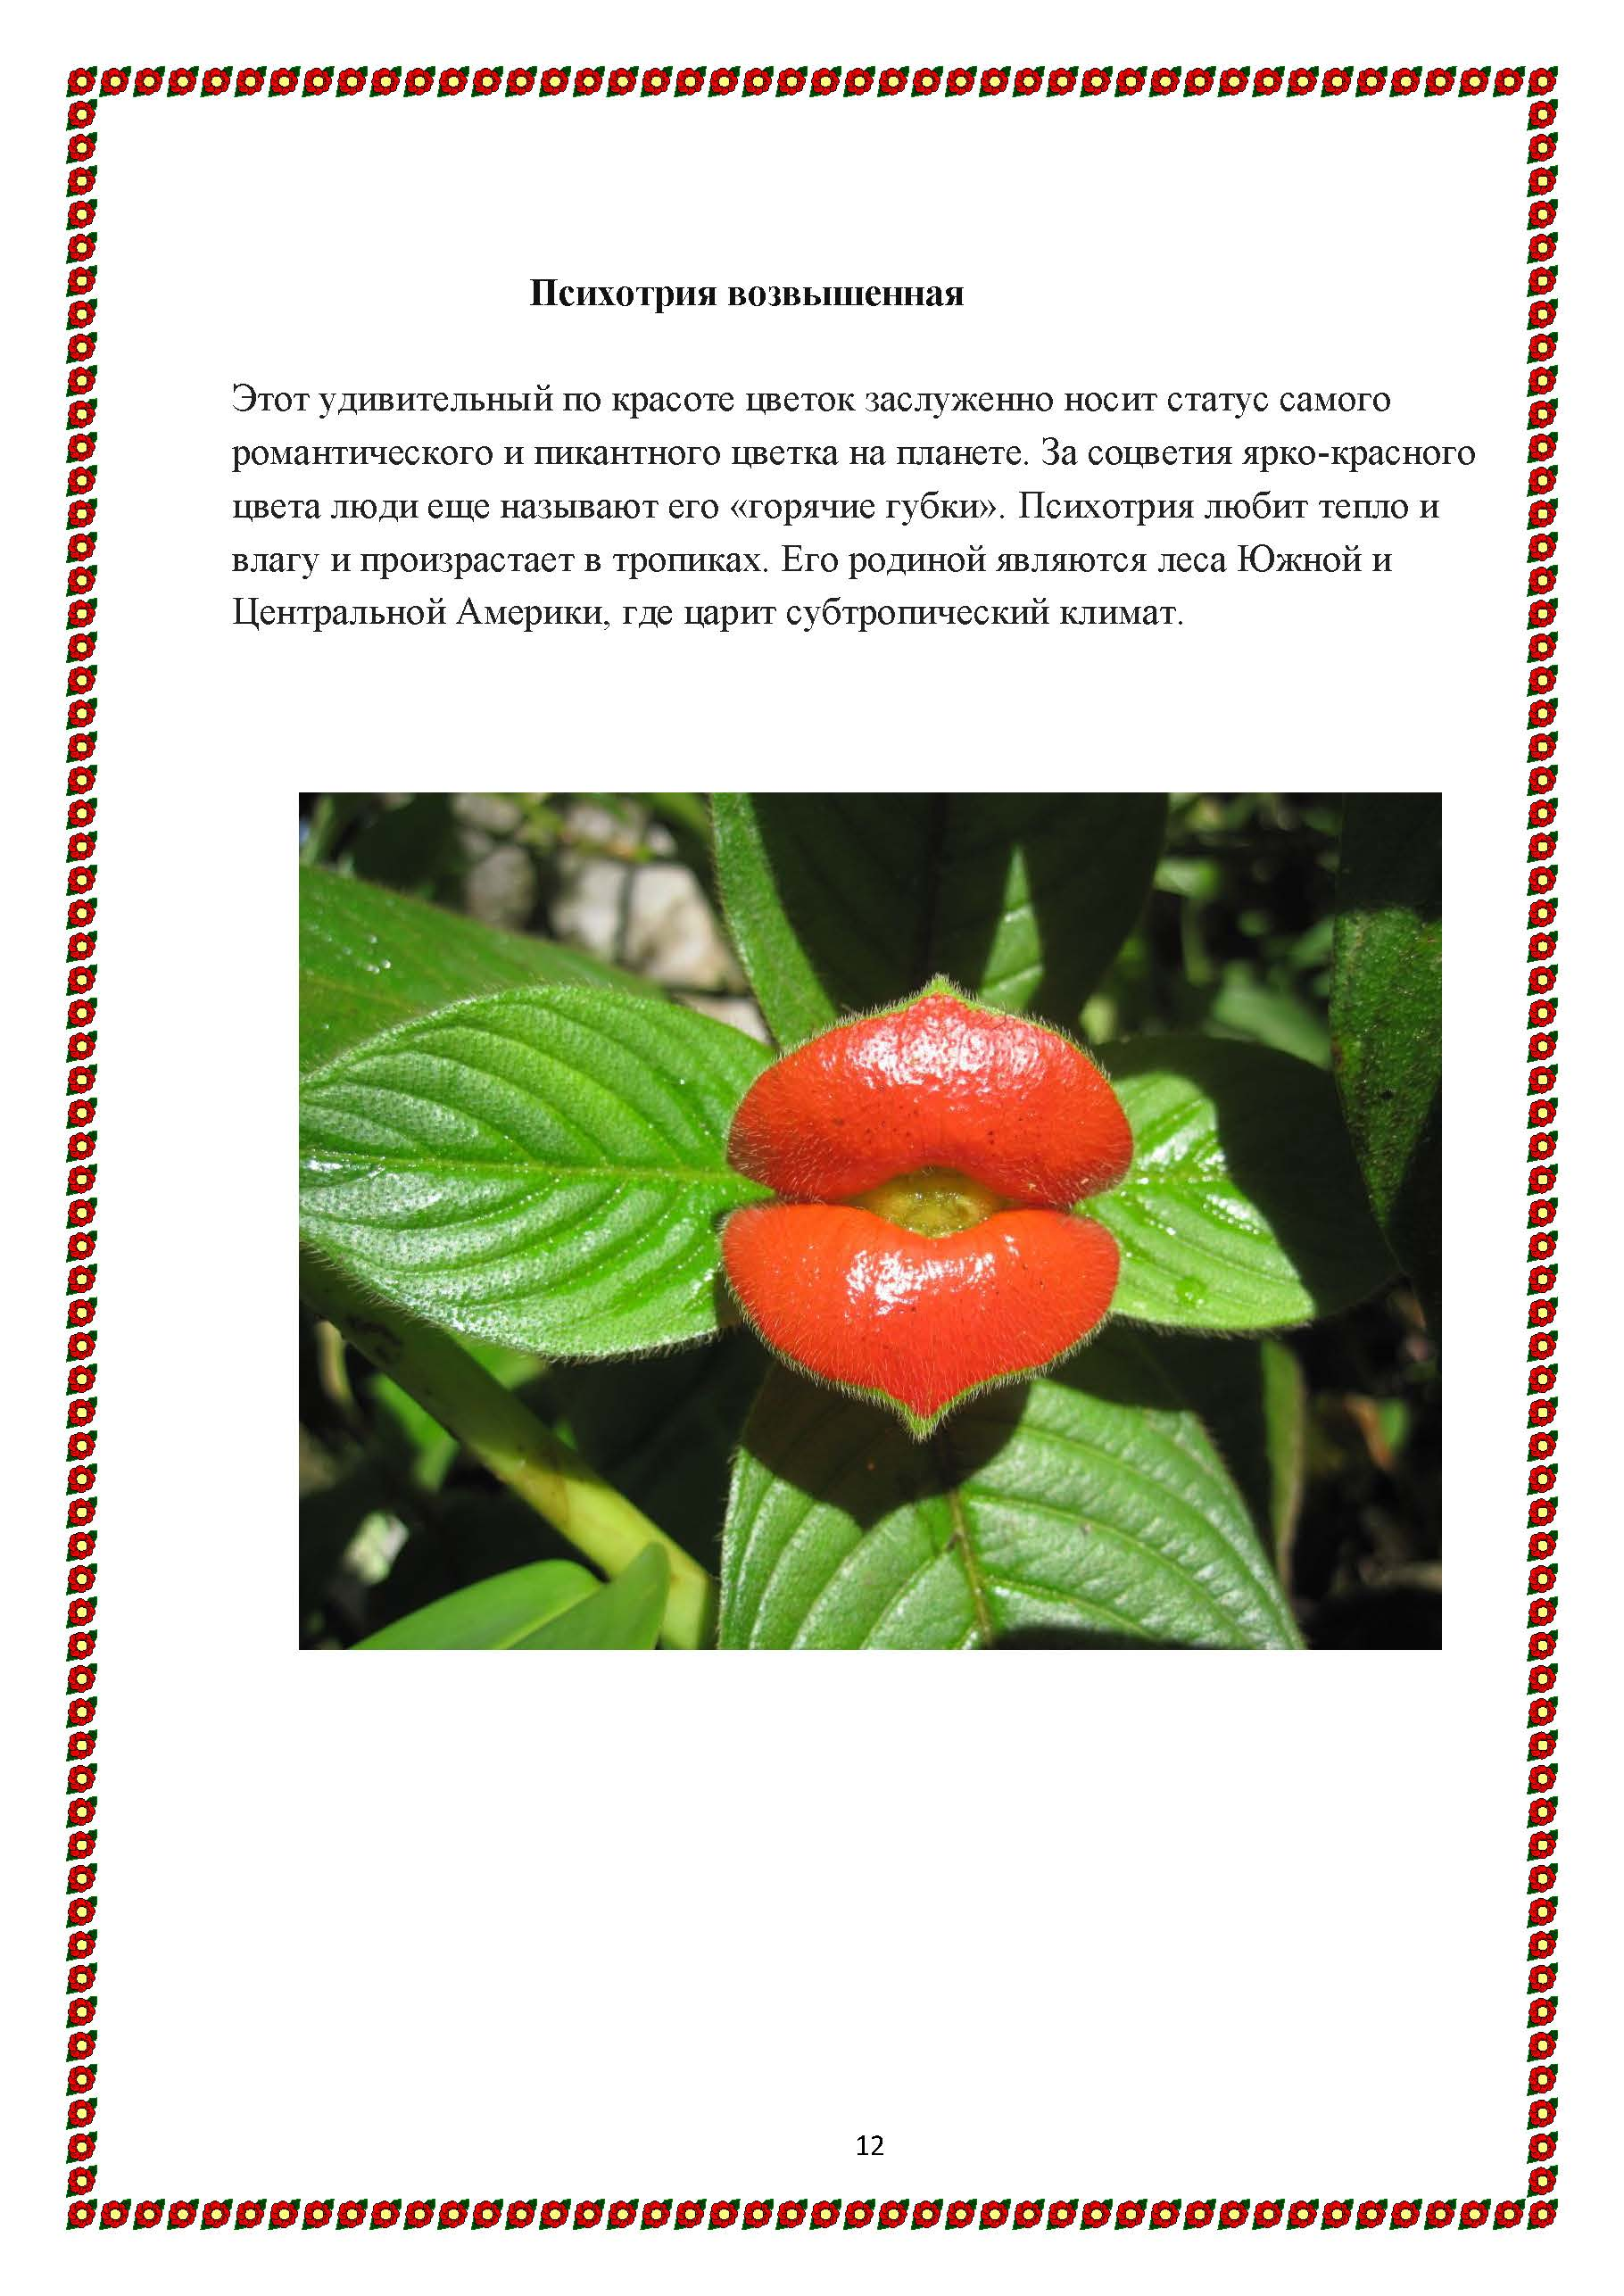 Психотрия возвышенная
Этот удивительный по красоте цветок заслуженно носит статус самого
романтического и пикантного цветка на планете. За соцветия ярко-красного
цвета люди еще называют его «горячие губки». Психотрия любит тепло и
влагу и произрастает в тропиках. Его родиной являются леса Южной и
Центральной Америки, где царит субтропический климат.
12